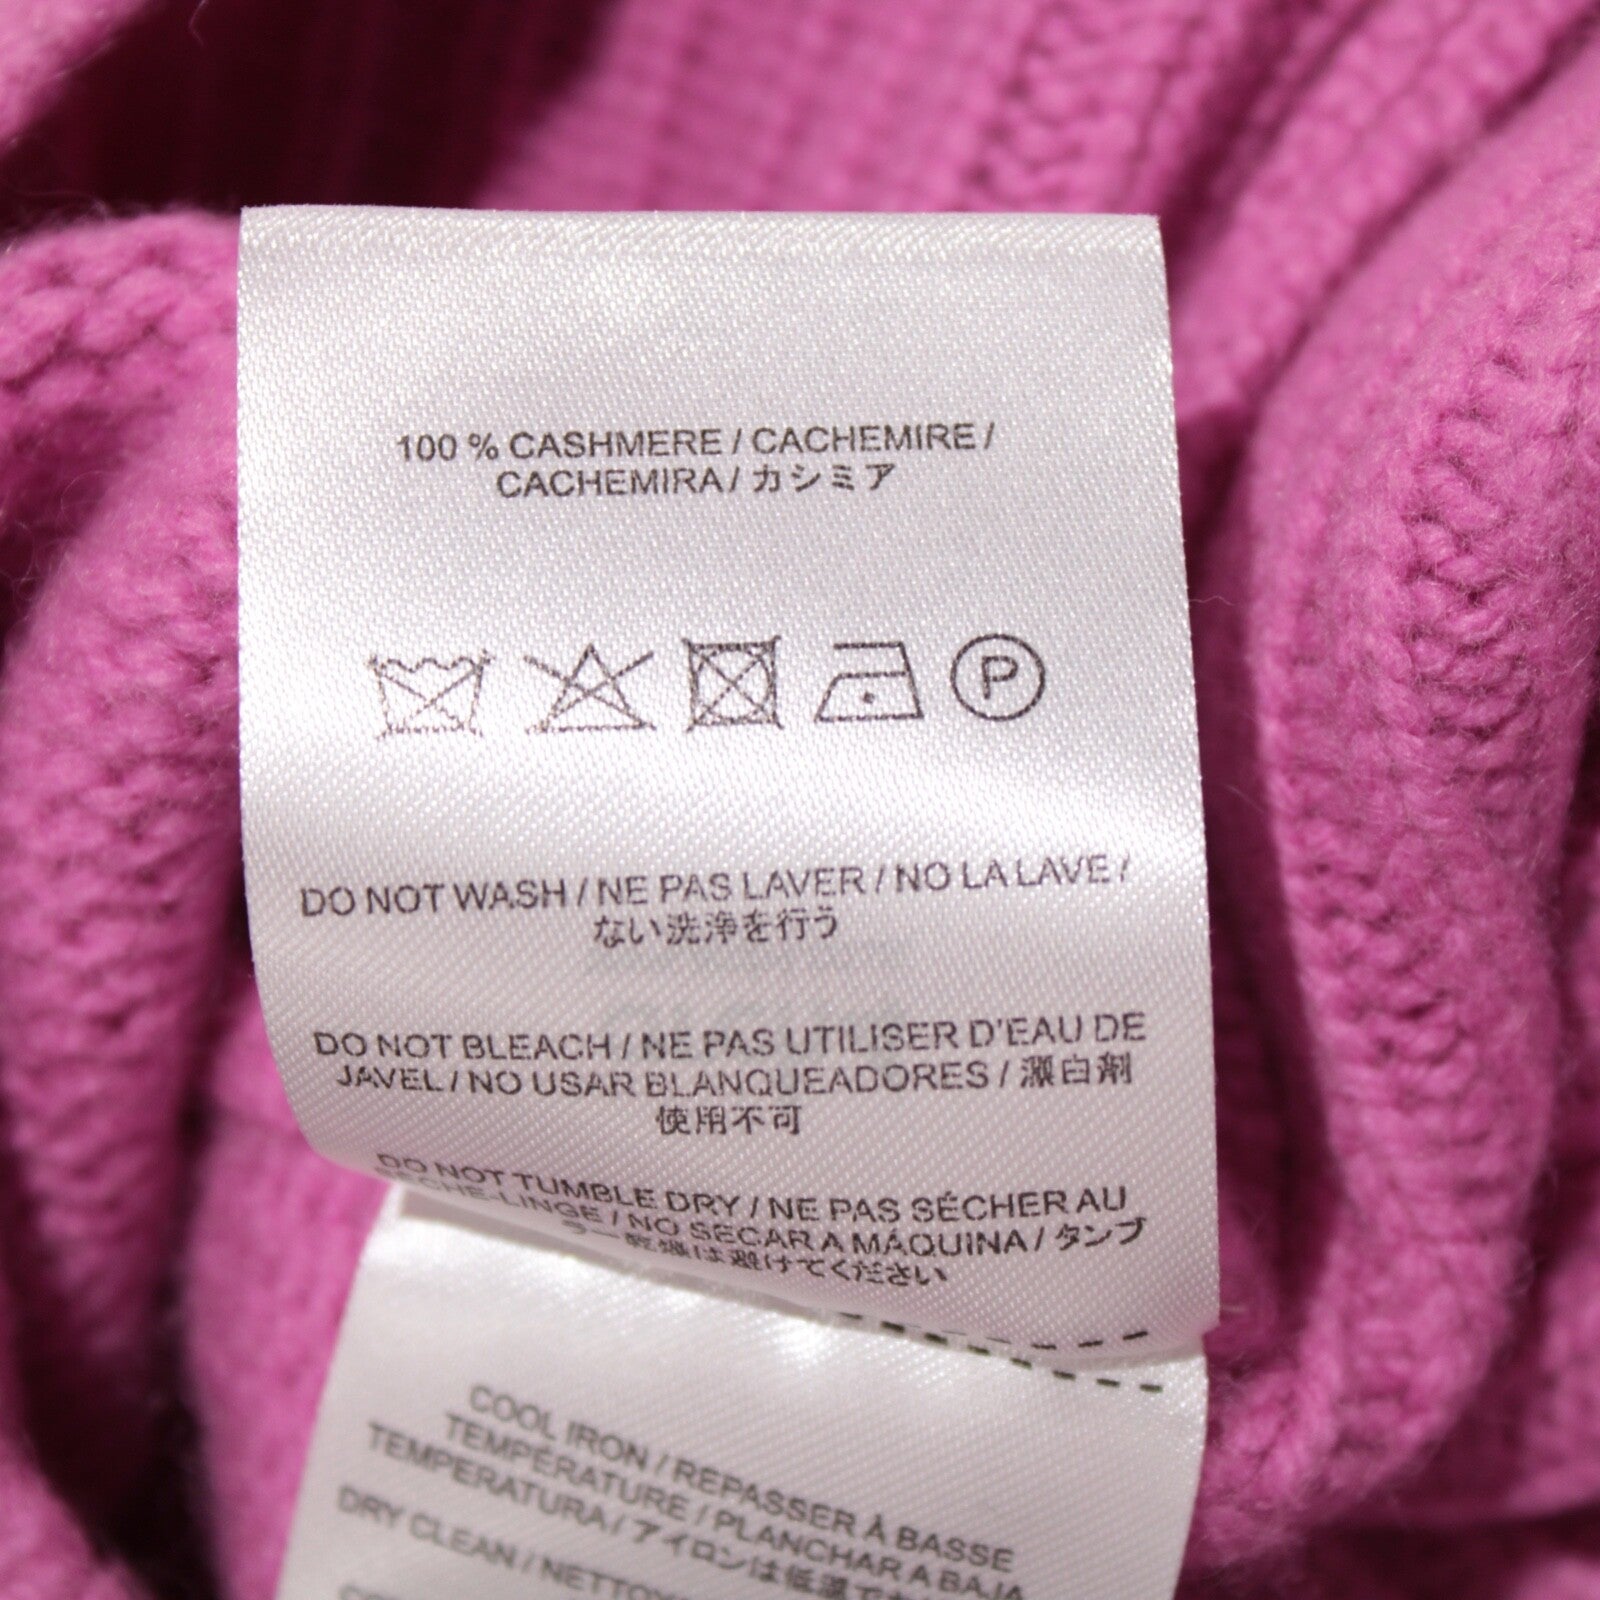 100 % CASHMERE / CACHEMIRE /
CACHEMIRA / カシミア
P
DO NOT WASH / NE PAS LAVER / NO LA LAVE /
ない洗浄を行う
DO NOT BLEACH / NE PAS UTILISER D'EAU DE
JAVEL / NO USAR BLANQUEADORES / 漂白剤
使用不可
DO NOT TUMBLE DRY / NE PAS SÉCHER AU
SÈCHE-LINGE / NO SECAR A MÁQUINA / タンブ
ラー乾燥は避けてください
COOL IRON / REPASSER À BASSE
TEMPÉRATURE / PLANCHAR A BAJA
TEMPERATURA / アイロンは低温で
DRY CLEAN /